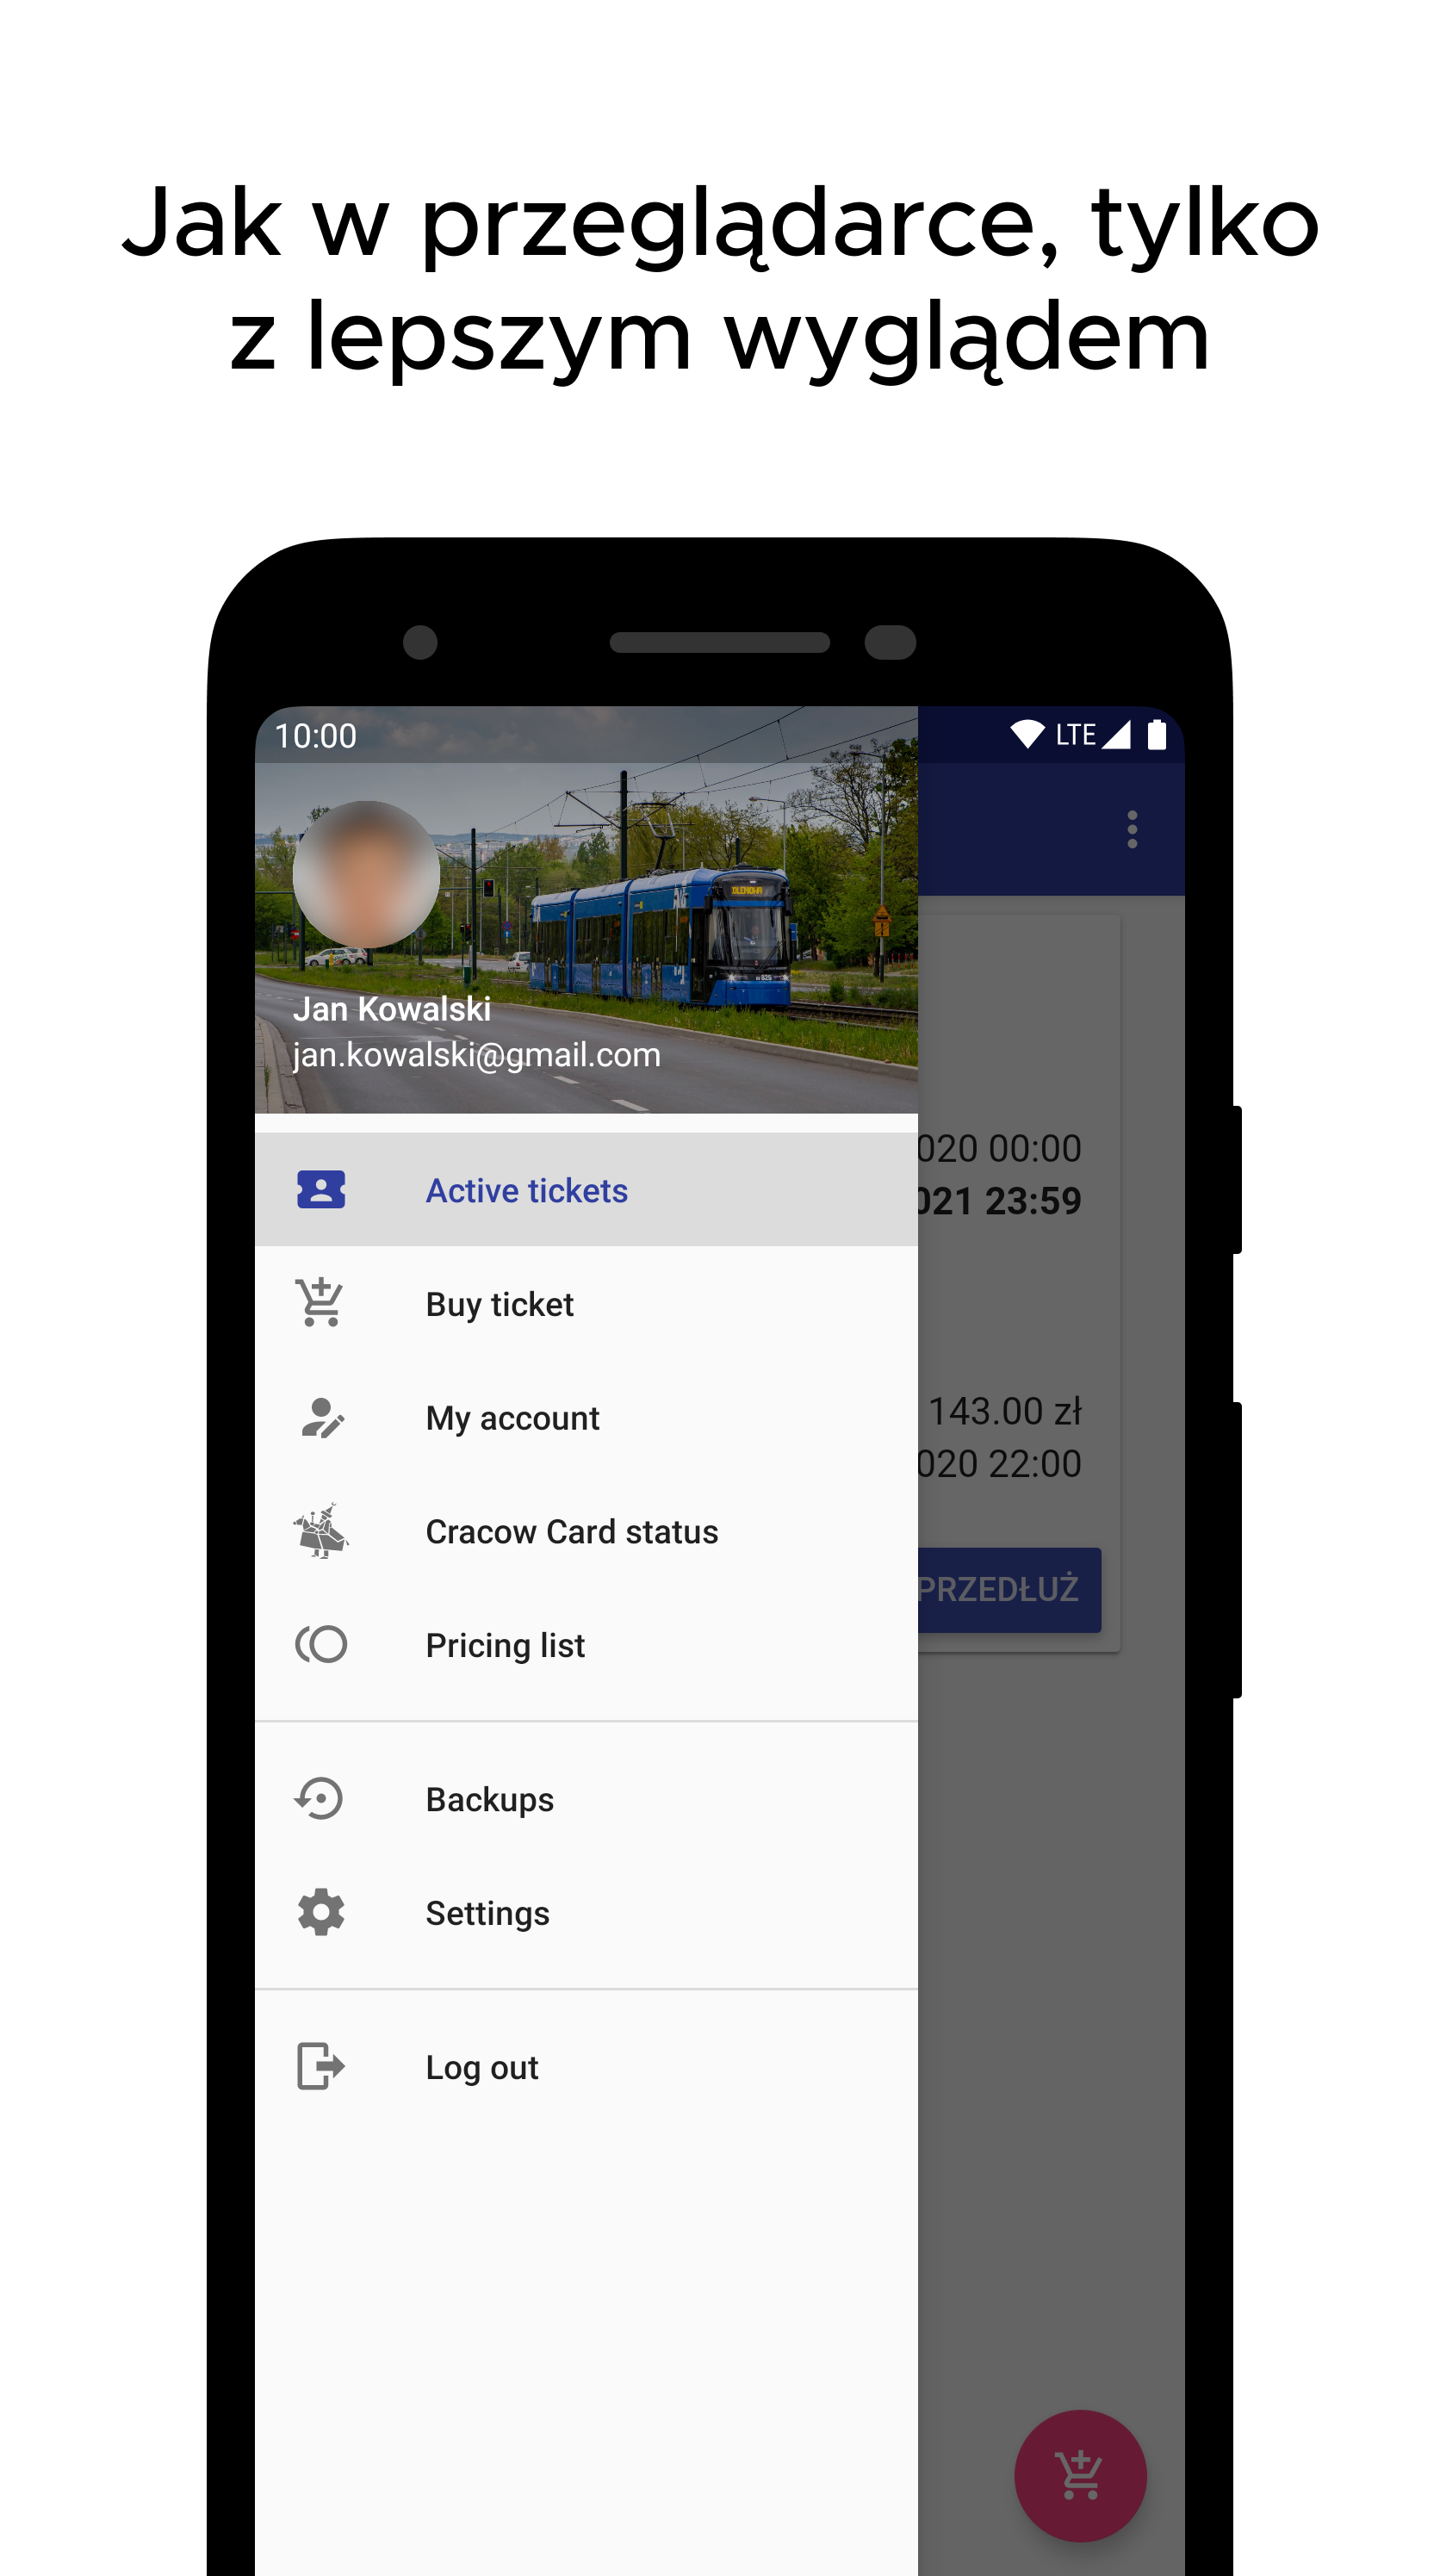 Jak w przeglądarce, tylko
z lepszym wyglądem
10:00
LTE
Jan Kowalski
jan.kowalski@gmail.com
Active tickets
020 00:00
021 23:59
Buy ticket
My account
143.00 zł
020 22:00
Cracow Card status
PRZEDŁUŻ
Pricing list
Backups
Settings
Log out